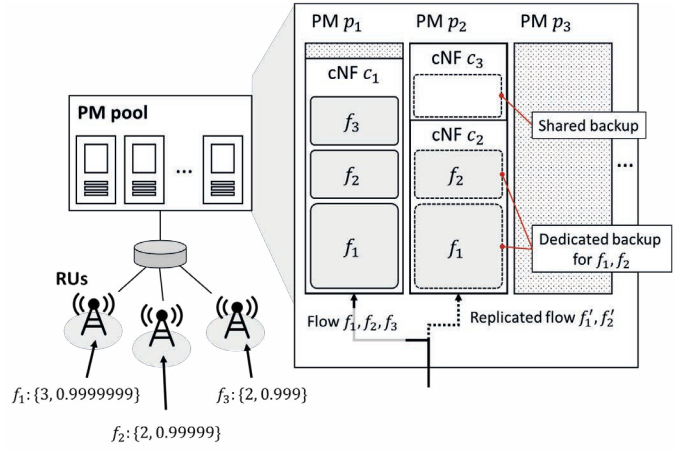 PM pool
...
RUs
f₁: {3, 0.9999999}
f₂: {2, 0.99999}
f₃: {2, 0.999}
PM p₁
PM p₂
PM p₃
cNF c₁
f₃
f₂
f₁
cNF c₃
cNF c₂
f₂
f₁
Shared backup
...
Dedicated backup
for f₁, f₂
Flow f₁, f₂, f₃
Replicated flow f₁′, f₂′